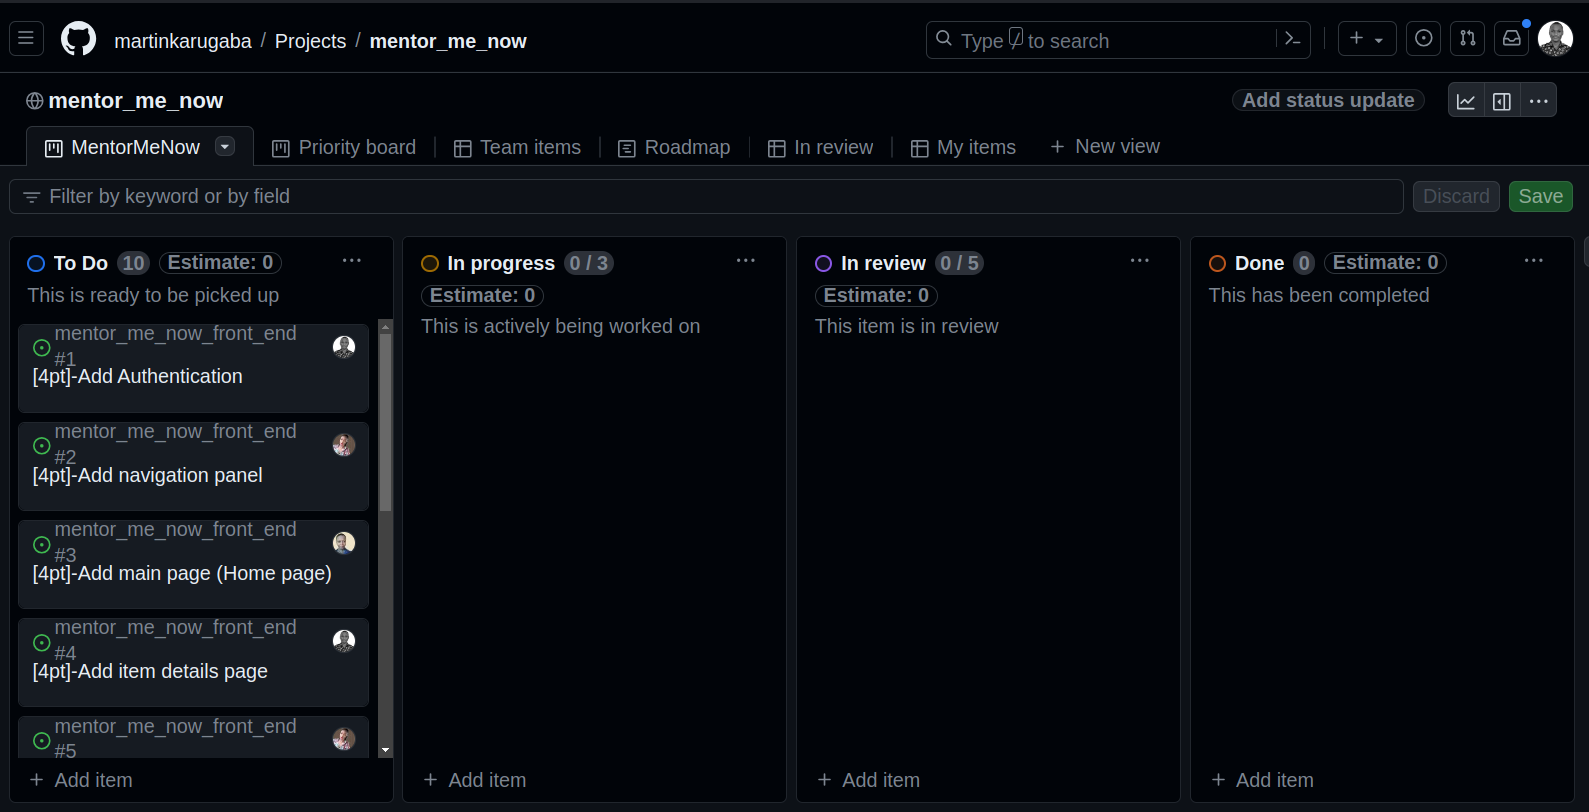 martinkarugaba / Projects / mentor_me_now
Type / to search
mentor_me_now
Add status update
MentorMeNow
Priority board
Team items
Roadmap
In review
My items
New view
Filter by keyword or by field
Discard
Save
To Do 10 Estimate: 0
This is ready to be picked up
mentor_me_now_front_end
#1
[4pt]-Add Authentication
mentor_me_now_front_end
#2
[4pt]-Add navigation panel
mentor_me_now_front_end
#3
[4pt]-Add main page (Home page)
mentor_me_now_front_end
#4
[4pt]-Add item details page
mentor_me_now_front_end
#5
Add item
In progress 0 / 3
Estimate: 0
This is actively being worked on
Add item
In review 0 / 5
Estimate: 0
This item is in review
Add item
Done 0 Estimate: 0
This has been completed
Add item